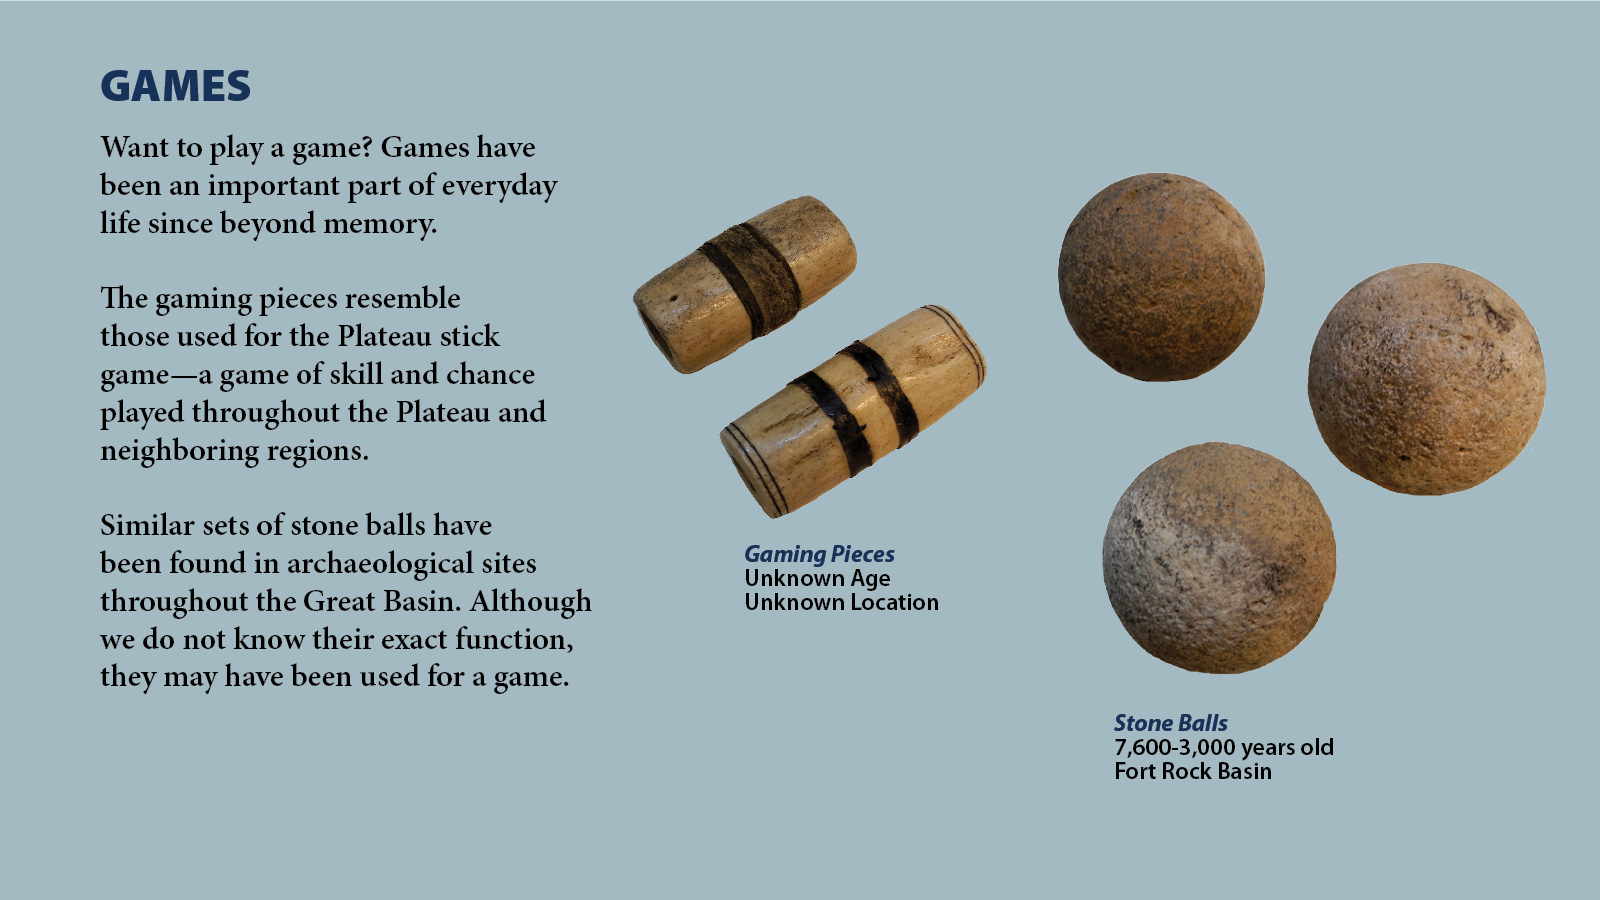 GAMES
Want to play a game? Games have
been an important part of everyday
life since beyond memory.
The gaming pieces resemble
those used for the Plateau stick
game—a game of skill and chance
played throughout the Plateau and
neighboring regions.
Similar sets of stone balls have
been found in archaeological sites
throughout the Great Basin. Although
we do not know their exact function,
they may have been used for a game.
Gaming Pieces
Unknown Age
Unknown Location
Stone Balls
7,600-3,000 years old
Fort Rock Basin